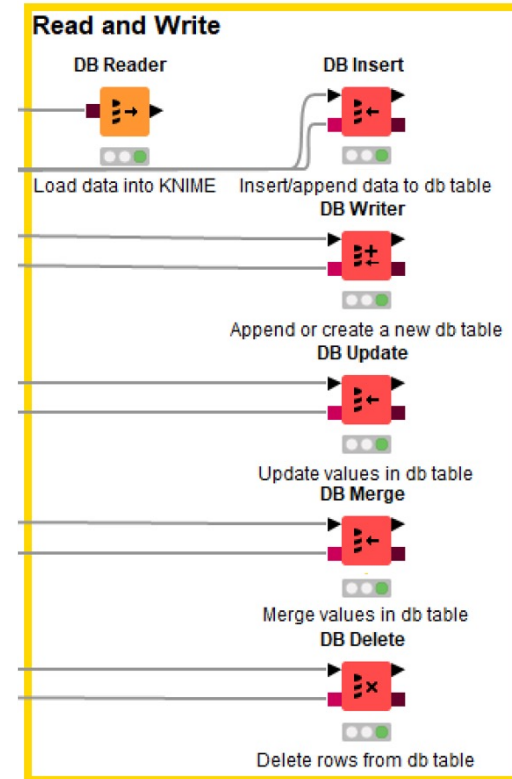 Read and Write
DB Reader
DB Insert
Load data into KNIME
Insert/append data to db table
DB Writer
Append or create a new db table
DB Update
Update values in db table
DB Merge
Merge values in db table
DB Delete
Delete rows from db table